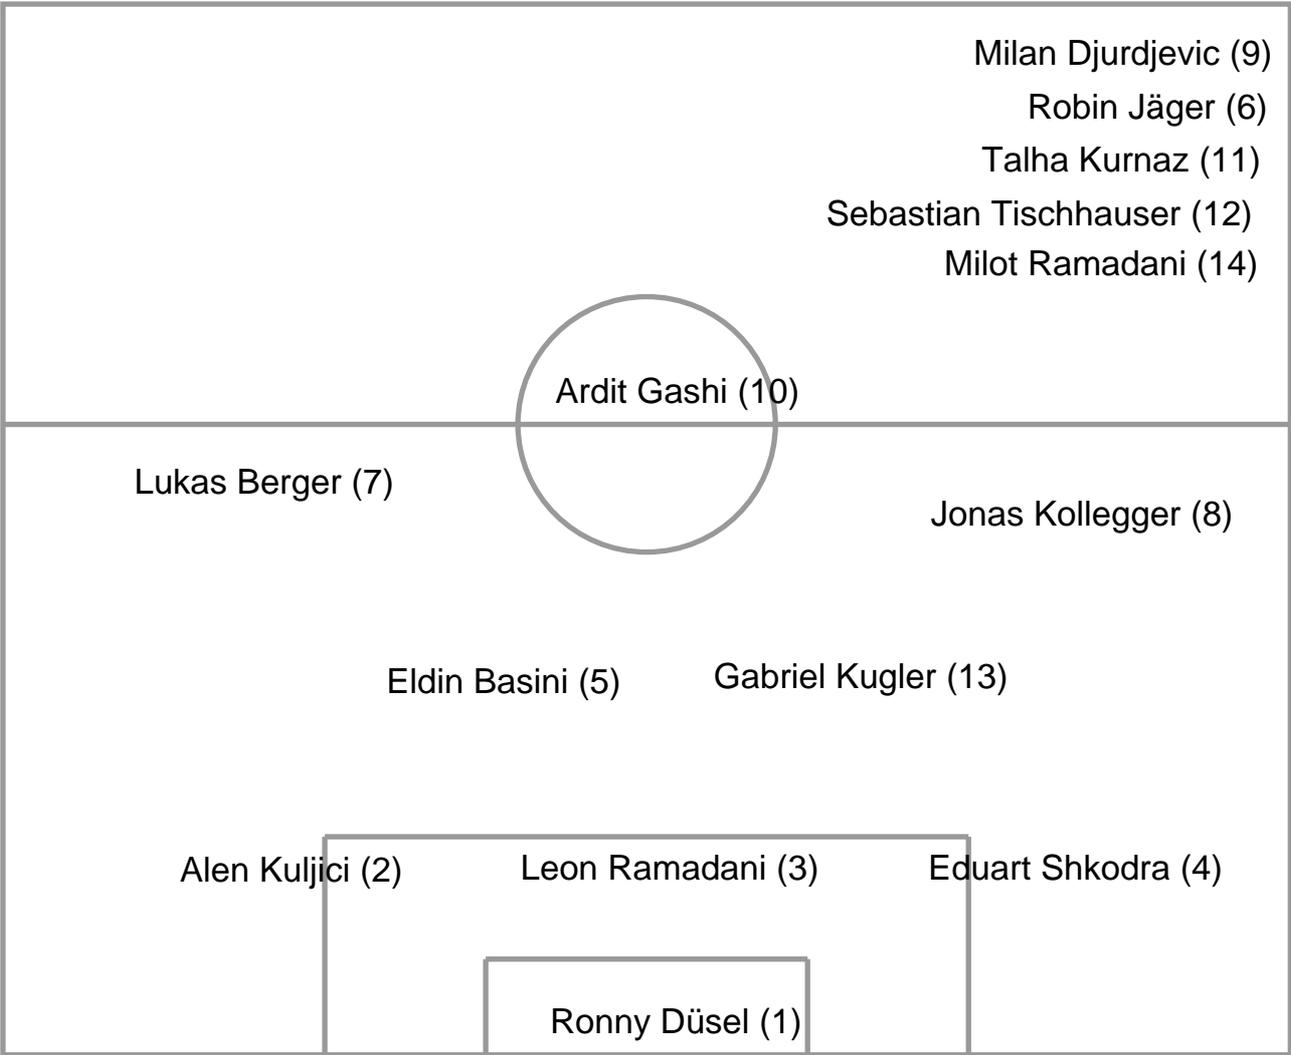 Milan Djurdjevic (9)
Robin Jäger (6)
Talha Kurnaz (11)
Sebastian Tischhauser (12)
Milot Ramadani (14)
Ardit Gashi (10)
Lukas Berger (7)
Jonas Kollegger (8)
Eldin Basini (5)
Gabriel Kugler (13)
Alen Kuljici (2)
Leon Ramadani (3)
Eduart Shkodra (4)
Ronny Düsel (1)